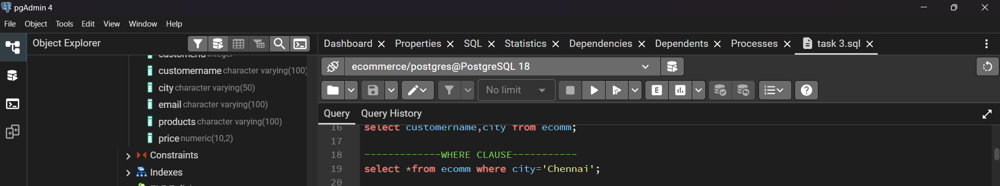 pgAdmin 4
File Object Tools Edit View Window Help
Object Explorer
Dashboard Properties SQL Statistics Dependencies Dependents Processes task 3.sql
ecommerce/postgres@PostgreSQL 18
No limit
E
Query Query History
integer
customername character varying(100)
city character varying(50)
email character varying(100)
products character varying(100)
price numeric(10,2)
Constraints
Indexes
16 select customername,city from ecomm;
17
18 -------------WHERE CLAUSE-----------
19 select *from ecomm where city='Chennai';
20